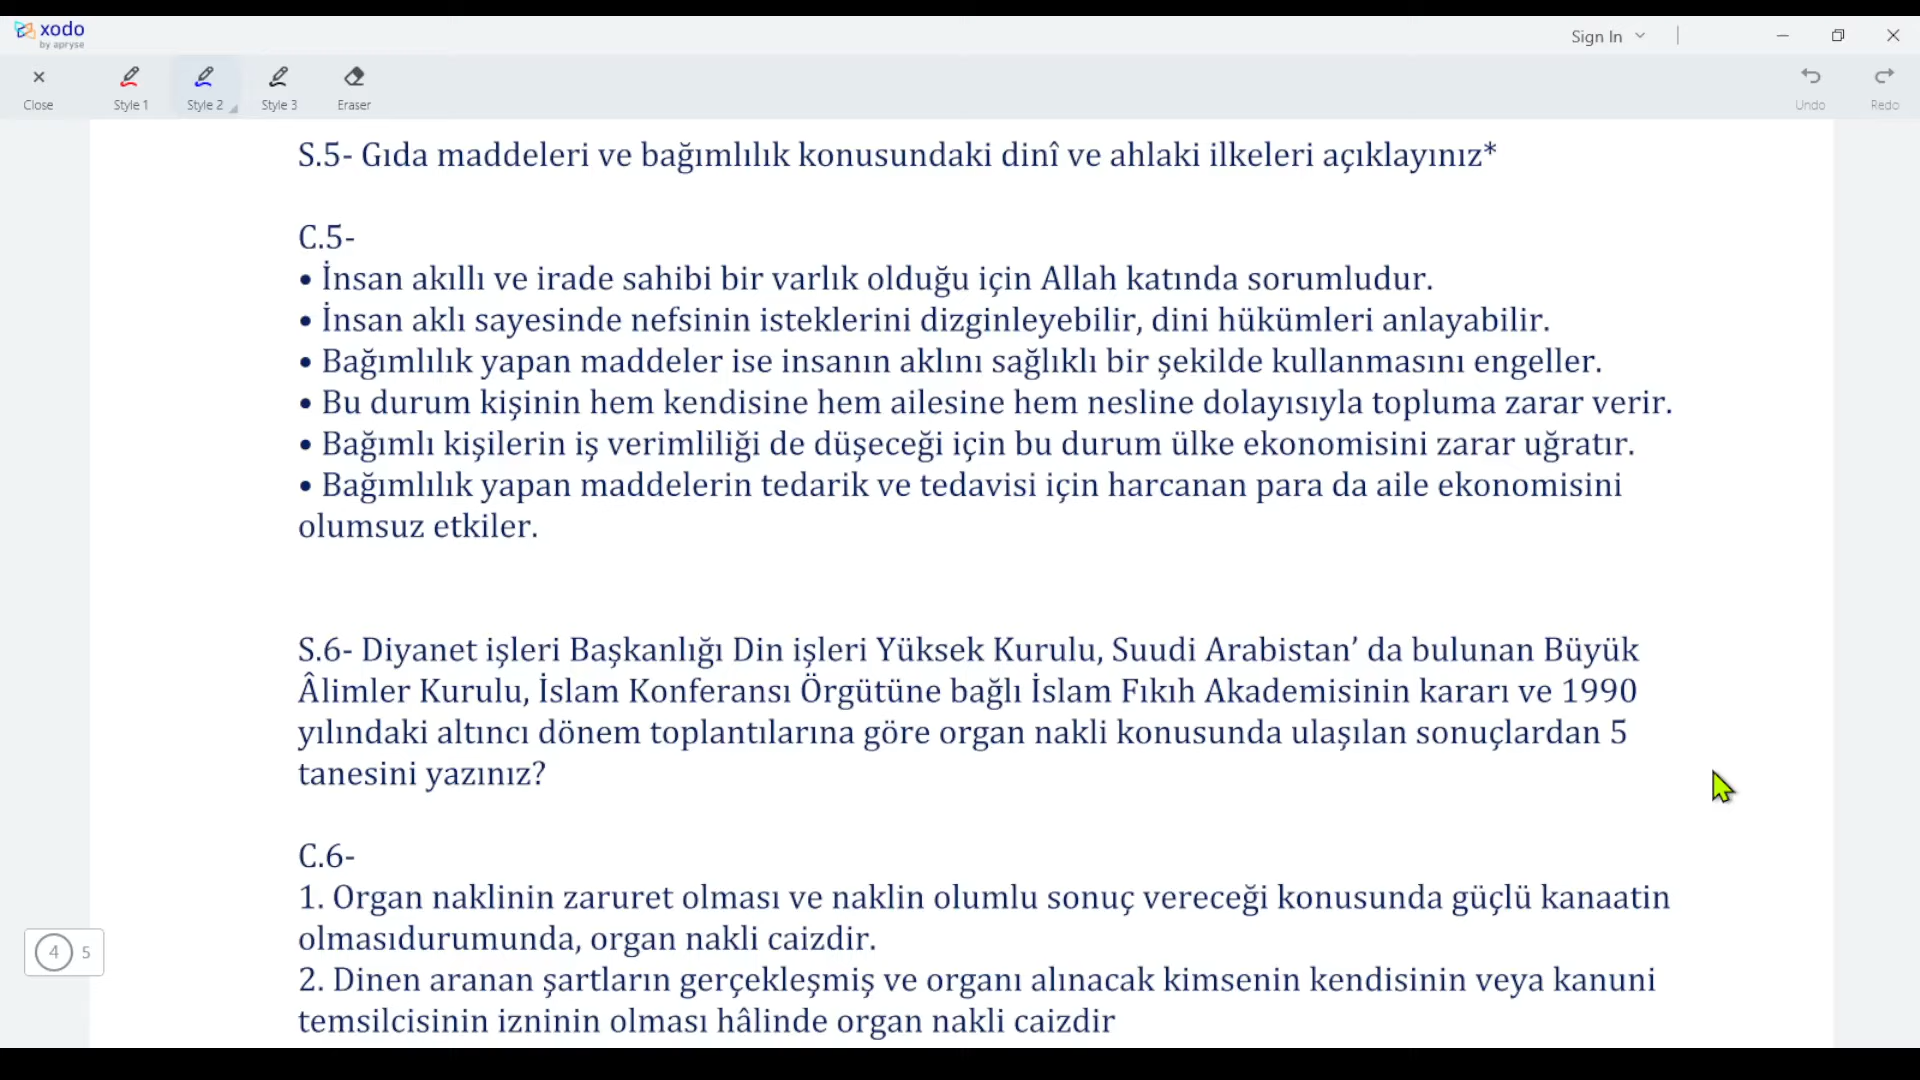 xodo
by apryse
Sign In
Close
Style 1
Style 2
Style 3
Eraser
Undo
Redo
S.5- Gıda maddeleri ve bağımlılık konusundaki dinî ve ahlaki ilkeleri açıklayınız*
C.5-
• İnsan akıllı ve irade sahibi bir varlık olduğu için Allah katında sorumludur.
• İnsan aklı sayesinde nefsinin isteklerini dizginleyebilir, dini hükümleri anlayabilir.
• Bağımlılık yapan maddeler ise insanın aklını sağlıklı bir şekilde kullanmasını engeller.
• Bu durum kişinin hem kendisine hem ailesine hem nesline dolayısıyla topluma zarar verir.
• Bağımlı kişilerin iş verimliliği de düşeceği için bu durum ülke ekonomisini zarar uğratır.
• Bağımlılık yapan maddelerin tedarik ve tedavisi için harcanan para da aile ekonomisini
olumsuz etkiler.
S.6- Diyanet işleri Başkanlığı Din işleri Yüksek Kurulu, Suudi Arabistan’ da bulunan Büyük
Âlimler Kurulu, İslam Konferansı Örgütüne bağlı İslam Fıkıh Akademisinin kararı ve 1990
yılındaki altıncı dönem toplantılarına göre organ nakli konusunda ulaşılan sonuçlardan 5
tanesini yazınız?
C.6-
1. Organ naklinin zaruret olması ve naklin olumlu sonuç vereceği konusunda güçlü kanaatin
olmasıdurumunda, organ nakli caizdir.
2. Dinen aranan şartların gerçekleşmiş ve organı alınacak kimsenin kendisinin veya kanuni
temsilcisinin izninin olması hâlinde organ nakli caizdir
4 5